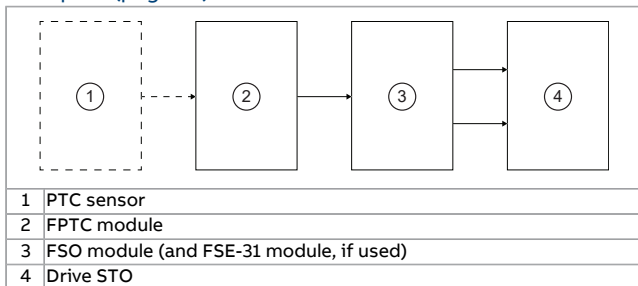 1
2
3
4
1 PTC sensor
2 FPTC module
3 FSO module (and FSE-31 module, if used)
4 Drive STO